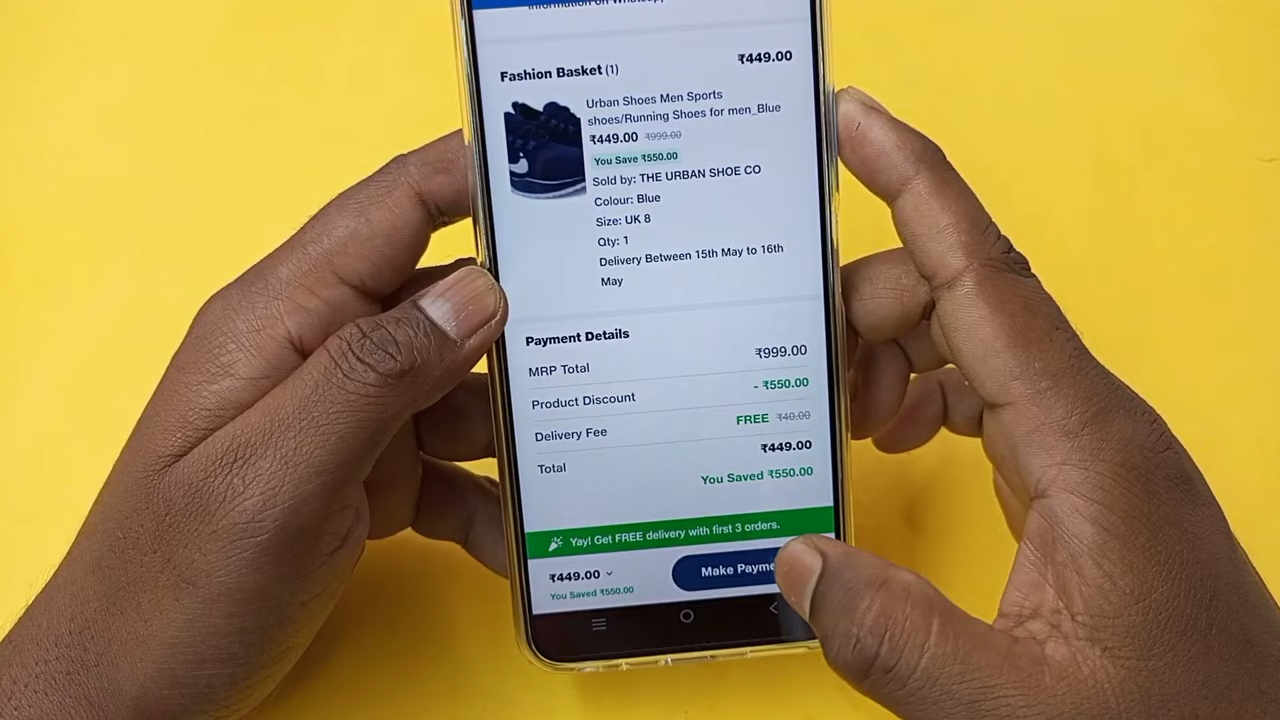 information on Whatsapp
Fashion Basket (1)
₹449.00
Urban Shoes Men Sports
shoes/Running Shoes for men_Blue
₹449.00 ₹999.00
You Save ₹550.00
Sold by: THE URBAN SHOE CO
Colour: Blue
Size: UK 8
Qty: 1
Delivery Between 15th May to 16th
May
Payment Details
MRP Total ₹999.00
Product Discount - ₹550.00
Delivery Fee FREE ₹40.00
Total ₹449.00
You Saved ₹550.00
Yay! Get FREE delivery with first 3 orders.
₹449.00
You Saved ₹550.00
Make Payme